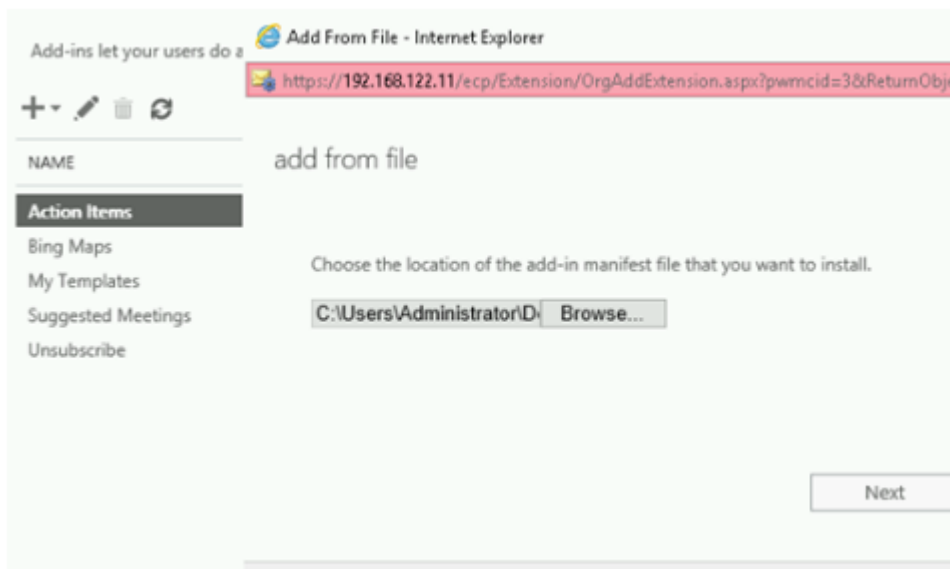 Add-ins let your users do a
NAME
Action Items
Bing Maps
My Templates
Suggested Meetings
Unsubscribe
Add From File - Internet Explorer
https://192.168.122.11/ecp/Extension/OrgAddExtension.aspx?pwmcid=3&ReturnObje
add from file
Choose the location of the add-in manifest file that you want to install.
C:\Users\Administrator\D
Browse...
Next